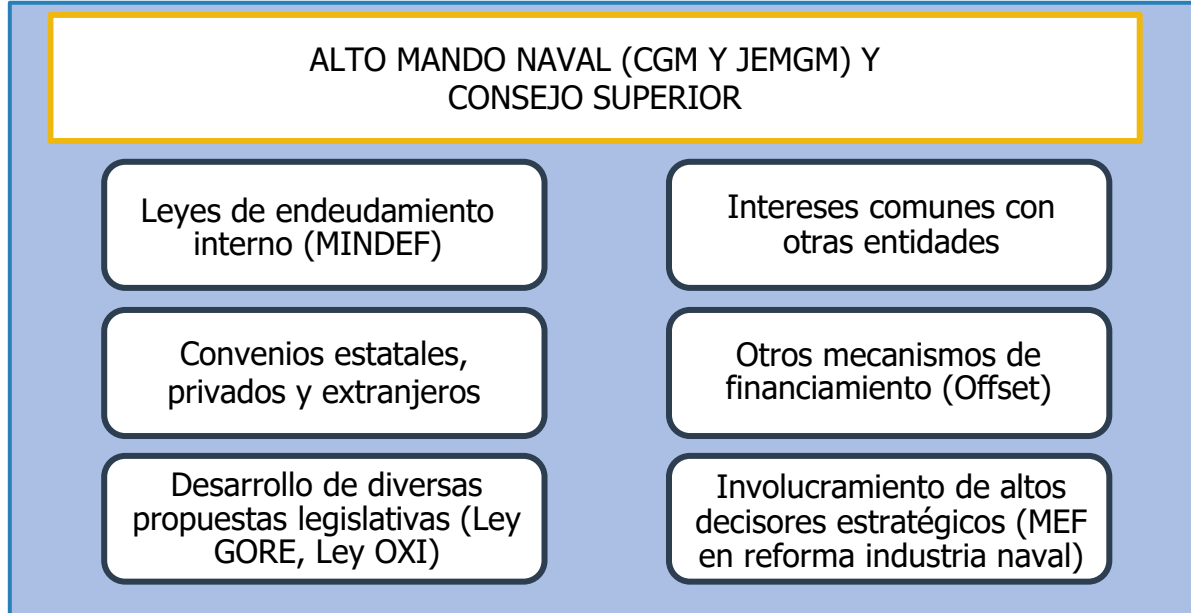 ALTO MANDO NAVAL (CGM Y JEMGM) Y
CONSEJO SUPERIOR
Leyes de endeudamiento
interno (MINDEF)
Intereses comunes con
otras entidades
Convenios estatales,
privados y extranjeros
Otros mecanismos de
financiamiento (Offset)
Desarrollo de diversas
propuestas legislativas (Ley
GORE, Ley OXI)
Involucramiento de altos
decisores estratégicos (MEF
en reforma industria naval)